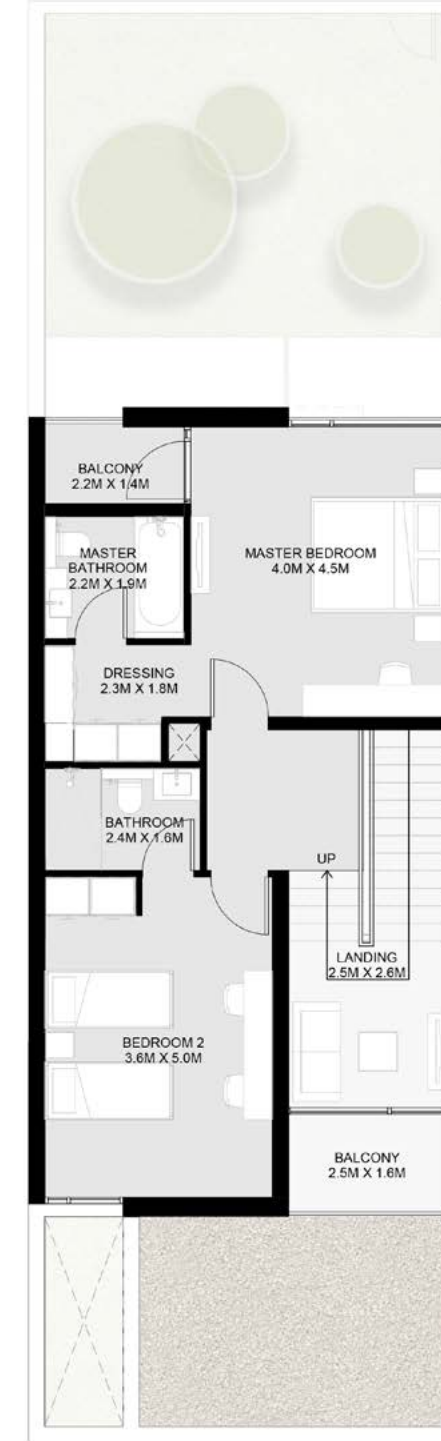 BALCONY
2.2M X 1.4M
MASTER
BATHROOM
2.2M X 1.9M
MASTER BEDROOM
4.0M X 4.5M
DRESSING
2.3M X 1.8M
BATHROOM
2.4M X 1.6M
UP
LANDING
2.5M X 2.6M
BEDROOM 2
3.6M X 5.0M
BALCONY
2.5M X 1.6M